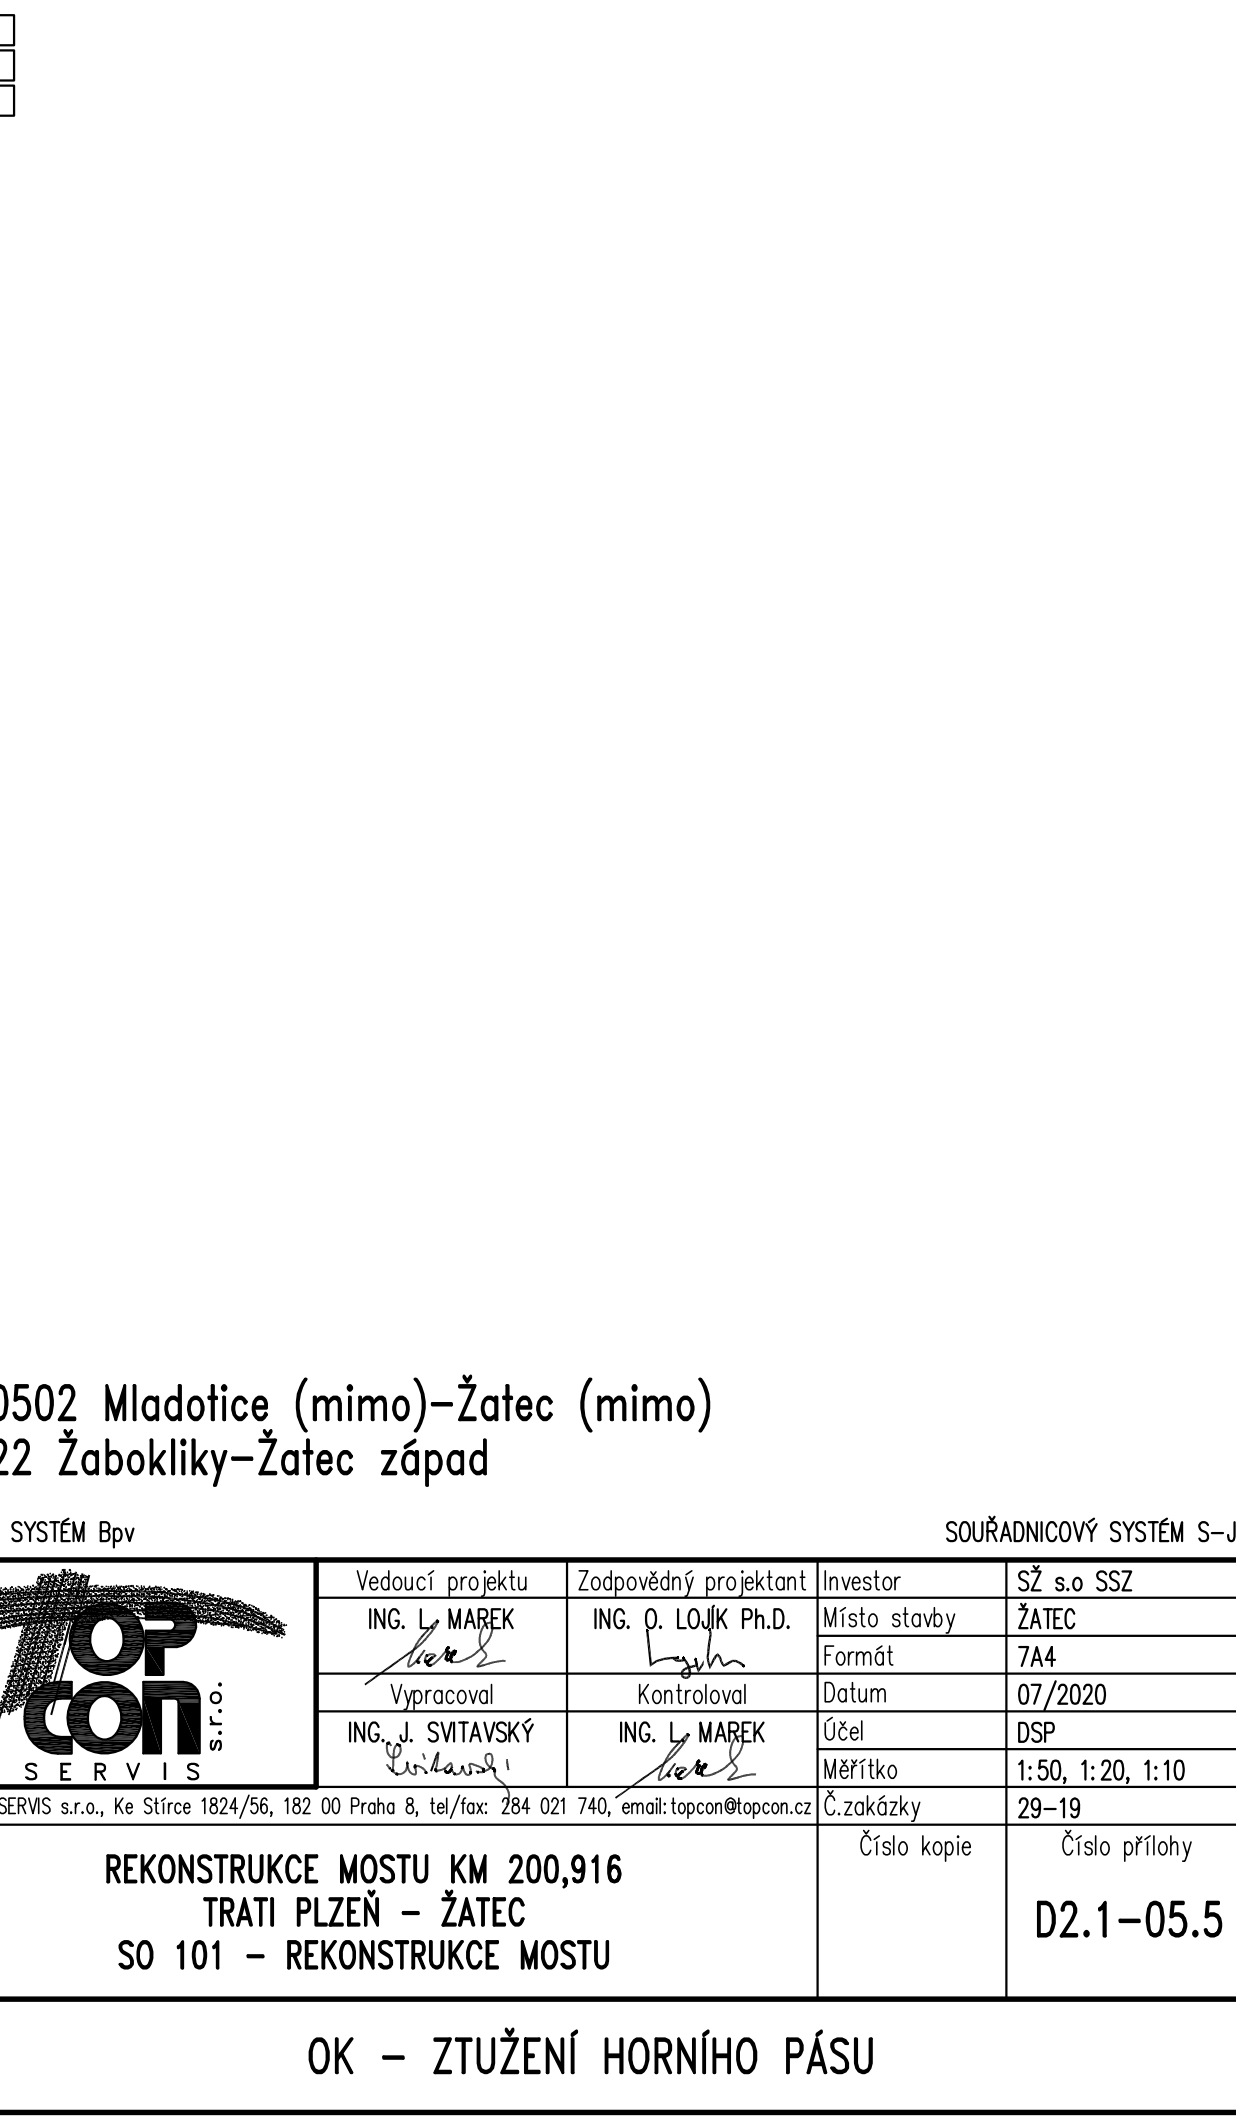 0502 Mladotice (mimo)–Žatec (mimo)
22 Žabokliky–Žatec západ
SYSTÉM Bpv
SOUŘADNICOVÝ SYSTÉM S–J
TOPCON
SERVIS
s.r.o.
Vedoucí projektu
Zodpovědný projektant
ING. L. MAREK
ING. O. LOJÍK Ph.D.
Vypracoval
Kontroloval
ING. J. SVITAVSKÝ
ING. L. MAREK
Investor
SŽ s.o SSZ
Místo stavby
ŽATEC
Formát
7A4
Datum
07/2020
Účel
DSP
Měřítko
1:50, 1:20, 1:10
SERVIS s.r.o., Ke Stírce 1824/56, 182 00 Praha 8, tel/fax: 284 021 740, email:topcon@topcon.cz
Č.zakázky
29–19
REKONSTRUKCE MOSTU KM 200,916
TRATI PLZEŇ – ŽATEC
SO 101 – REKONSTRUKCE MOSTU
Číslo kopie
Číslo přílohy
D2.1–05.5
OK – ZTUŽENÍ HORNÍHO PÁSU